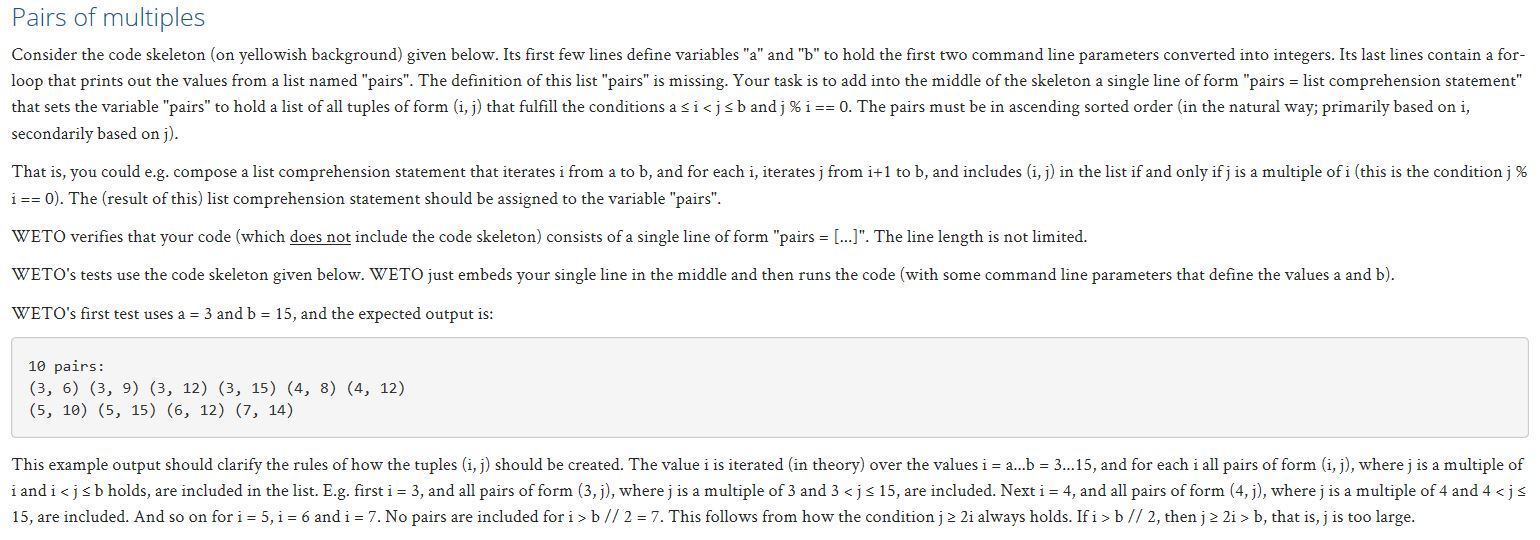 Pairs of multiples
Consider the code skeleton (on yellowish background) given below. Its first few lines define variables "a" and "b" to hold the first two command line parameters converted into integers. Its last lines contain a for-
loop that prints out the values from a list named "pairs". The definition of this list "pairs" is missing. Your task is to add into the middle of the skeleton a single line of form "pairs = list comprehension statement"
that sets the variable "pairs" to hold a list of all tuples of form (i, j) that fulfill the conditions a ≤ i < j ≤ b and j % i == 0. The pairs must be in ascending sorted order (in the natural way; primarily based on i,
secondarily based on j).
That is, you could e.g. compose a list comprehension statement that iterates i from a to b, and for each i, iterates j from i+1 to b, and includes (i, j) in the list if and only if j is a multiple of i (this is the condition j %
i == 0). The (result of this) list comprehension statement should be assigned to the variable "pairs".
WETO verifies that your code (which does not include the code skeleton) consists of a single line of form "pairs = [...]". The line length is not limited.
WETO's tests use the code skeleton given below. WETO just embeds your single line in the middle and then runs the code (with some command line parameters that define the values a and b).
WETO's first test uses a = 3 and b = 15, and the expected output is:
10 pairs:
(3, 6) (3, 9) (3, 12) (3, 15) (4, 8) (4, 12)
(5, 10) (5, 15) (6, 12) (7, 14)
This example output should clarify the rules of how the tuples (i, j) should be created. The value i is iterated (in theory) over the values i = a...b = 3...15, and for each i all pairs of form (i, j), where j is a multiple of
i and i < j ≤ b holds, are included in the list. E.g. first i = 3, and all pairs of form (3, j), where j is a multiple of 3 and 3 < j ≤ 15, are included. Next i = 4, and all pairs of form (4, j), where j is a multiple of 4 and 4 < j ≤
15, are included. And so on for i = 5, i = 6 and i = 7. No pairs are included for i > b // 2 = 7. This follows from how the condition j ≥ 2i always holds. If i > b // 2, then j ≥ 2i > b, that is, j is too large.